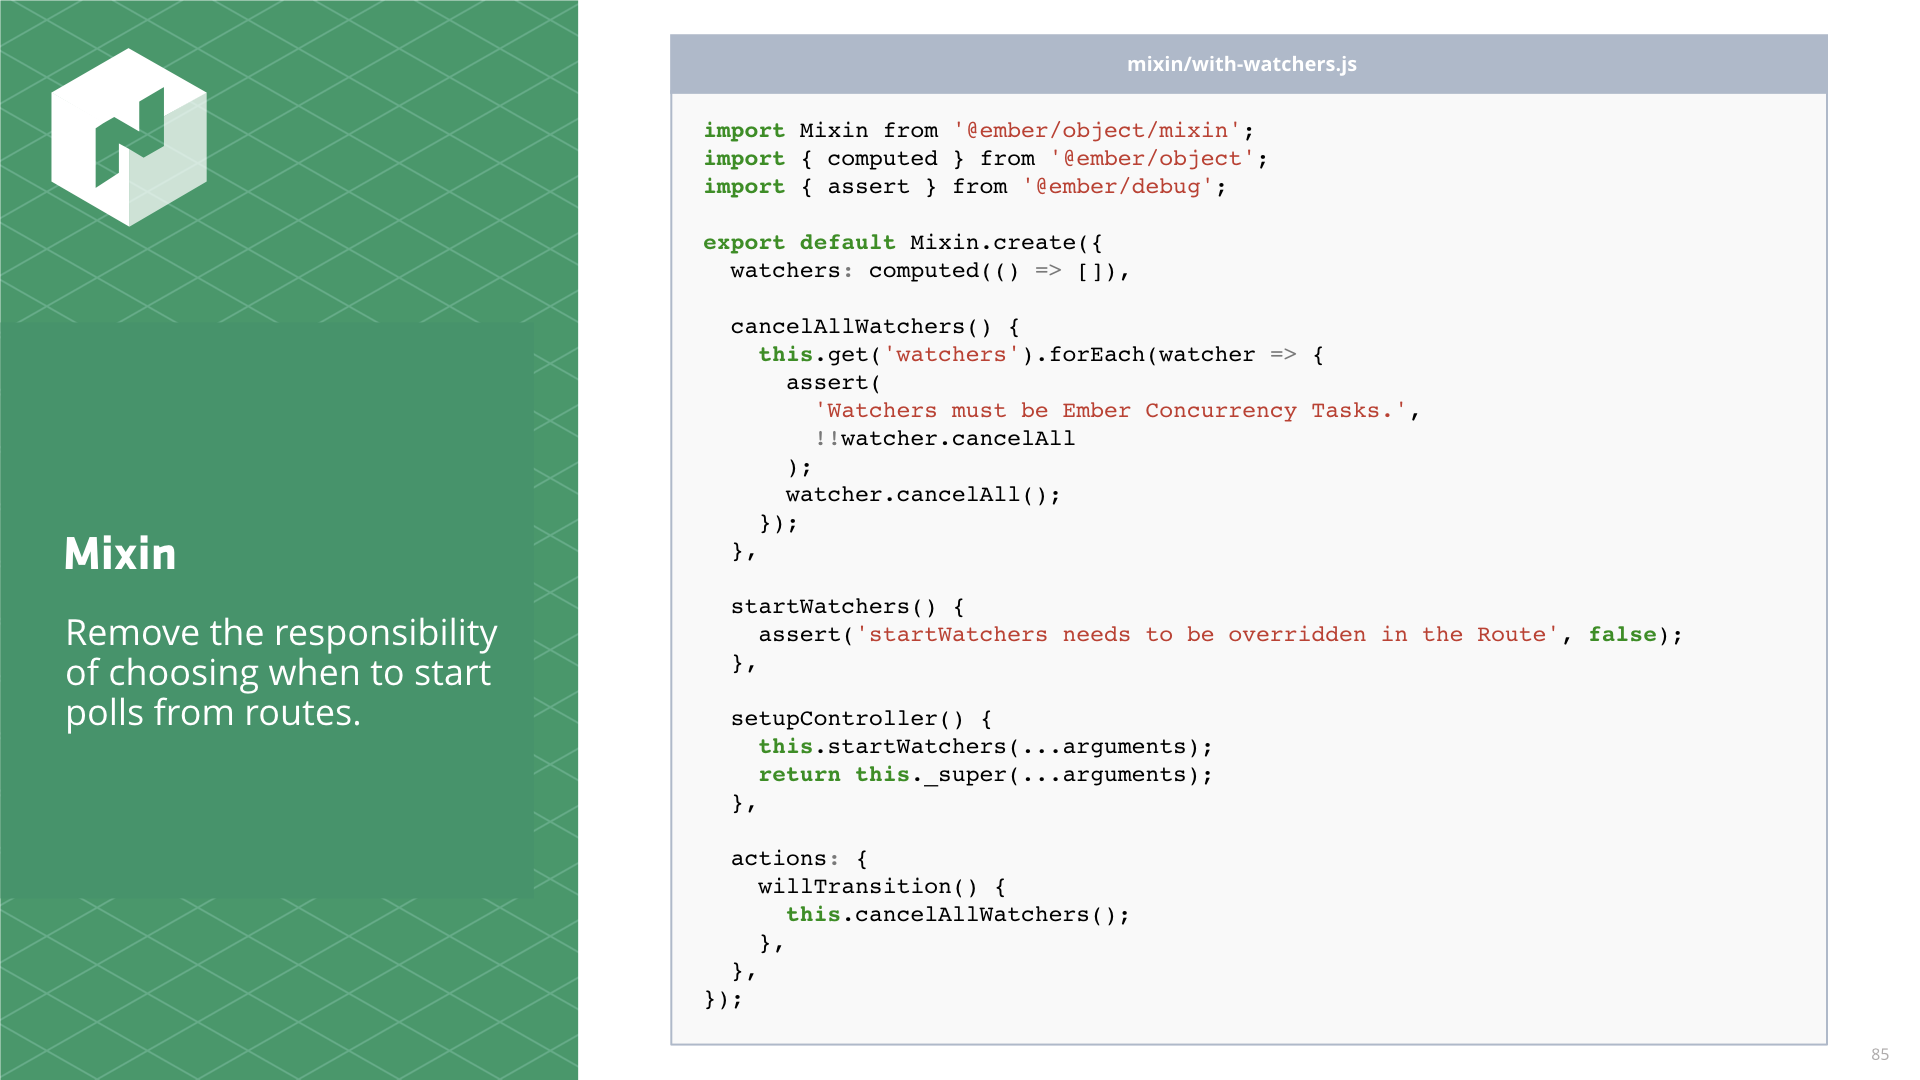 Mixin
Remove the responsibility
of choosing when to start
polls from routes.
mixin/with-watchers.js
import Mixin from '@ember/object/mixin';
import { computed } from '@ember/object';
import { assert } from '@ember/debug';

export default Mixin.create({
  watchers: computed(() => []),

  cancelAllWatchers() {
    this.get('watchers').forEach(watcher => {
      assert(
        'Watchers must be Ember Concurrency Tasks.',
        !!watcher.cancelAll
      );
      watcher.cancelAll();
    });
  },

  startWatchers() {
    assert('startWatchers needs to be overridden in the Route', false);
  },

  setupController() {
    this.startWatchers(...arguments);
    return this._super(...arguments);
  },

  actions: {
    willTransition() {
      this.cancelAllWatchers();
    },
  },
});
85